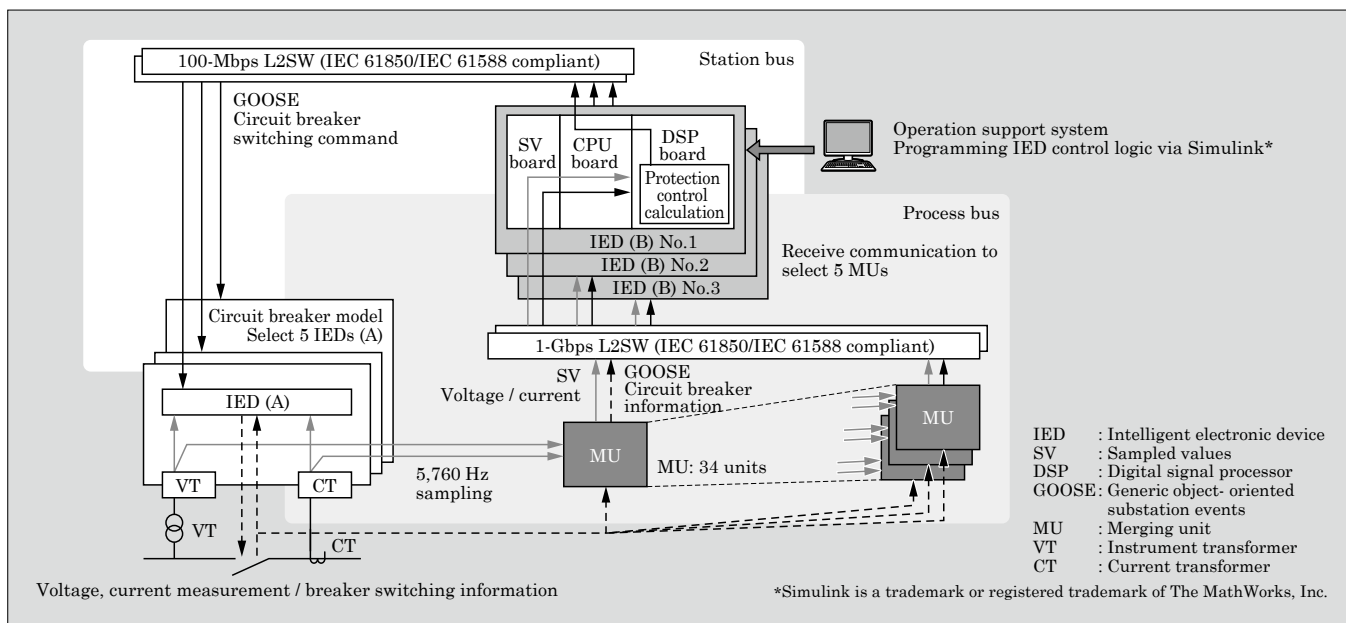 100-Mbps L2SW (IEC 61850/IEC 61588 compliant)
Station bus
GOOSE
Circuit breaker
switching command
SV
board
CPU
board
DSP
board
Protection
control
calculation
IED (B) No.1
IED (B) No.2
IED (B) No.3
Operation support system
Programming IED control logic via Simulink*
Process bus
Receive communication to
select 5 MUs
Circuit breaker model
Select 5 IEDs (A)
1-Gbps L2SW (IEC 61850/IEC 61588 compliant)
IED (A)
SV
Voltage / current
GOOSE
Circuit breaker
information
MU
MU
MU: 34 units
5,760 Hz
sampling
VT
CT
VT
CT
Voltage, current measurement / breaker switching information
IED : Intelligent electronic device
SV : Sampled values
DSP : Digital signal processor
GOOSE : Generic object- oriented
substation events
MU : Merging unit
VT : Instrument transformer
CT : Current transformer
*Simulink is a trademark or registered trademark of The MathWorks, Inc.